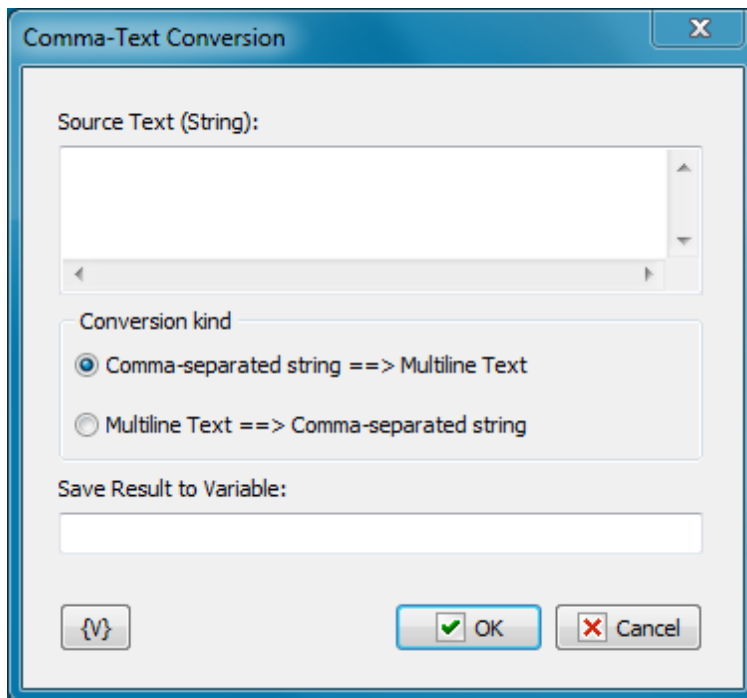 Comma-Text Conversion
Source Text (String):
Conversion kind
Comma-separated string ==> Multiline Text
Multiline Text ==> Comma-separated string
Save Result to Variable:
{V} OK Cancel